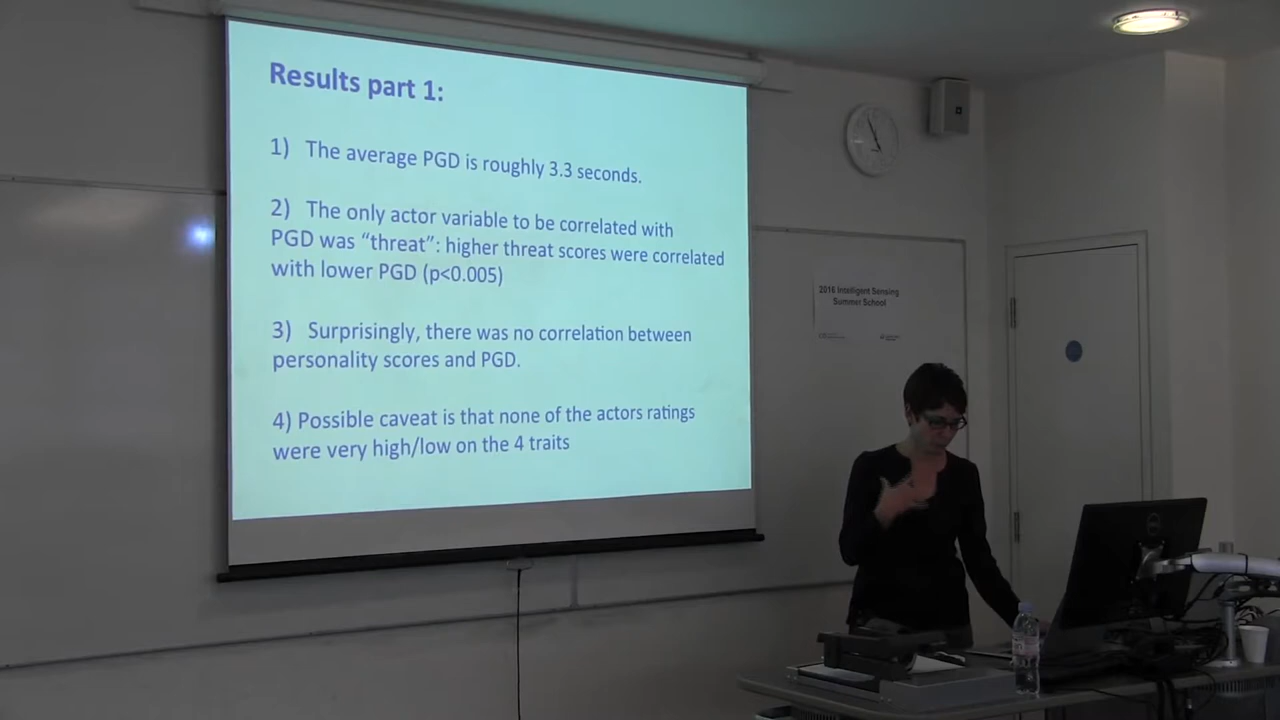 Results part 1:
1) The average PGD is roughly 3.3 seconds.
2) The only actor variable to be correlated with
PGD was “threat”: higher threat scores were correlated
with lower PGD (p<0.005)
3) Surprisingly, there was no correlation between
personality scores and PGD.
4) Possible caveat is that none of the actors ratings
were very high/low on the 4 traits
2016 Intelligent Sensing
Summer School